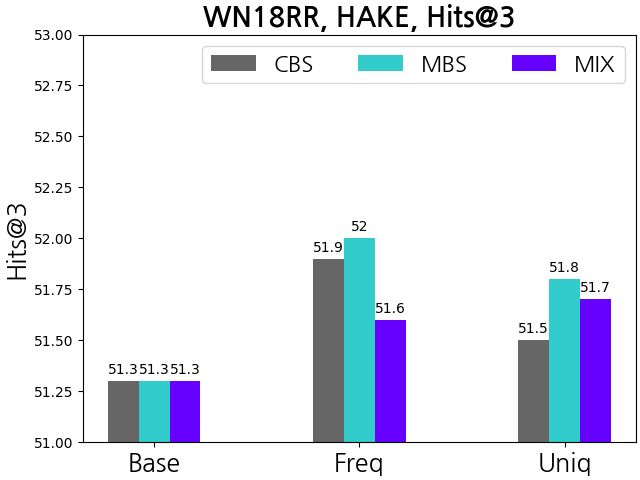 WN18RR, HAKE, Hits@3
53.00
52.75
52.50
52.25
52.00
51.75
51.50
51.25
51.00
Hits@3
CBS MBS MIX
51.3 51.3 51.3
51.9 52 51.6
51.5 51.8 51.7
Base Freq Uniq